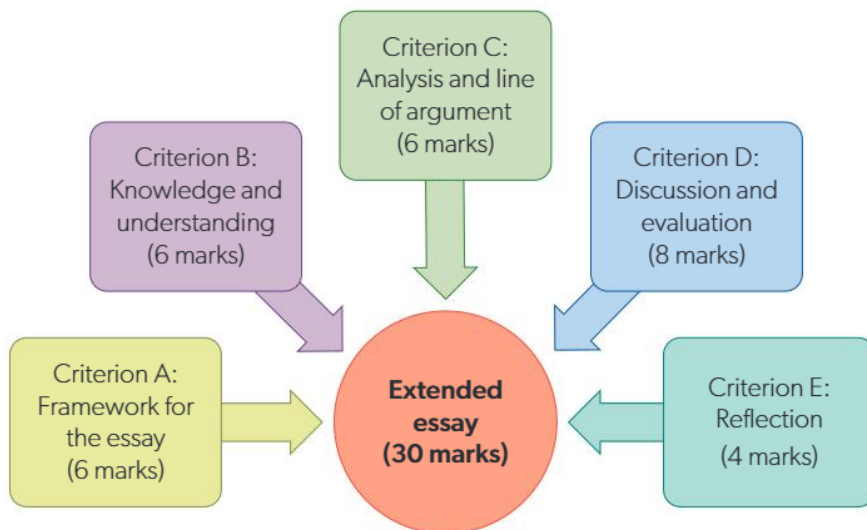 Criterion A:
Framework for
the essay
(6 marks)
Criterion B:
Knowledge and
understanding
(6 marks)
Criterion C:
Analysis and line
of argument
(6 marks)
Criterion D:
Discussion and
evaluation
(8 marks)
Criterion E:
Reflection
(4 marks)
Extended
essay
(30 marks)